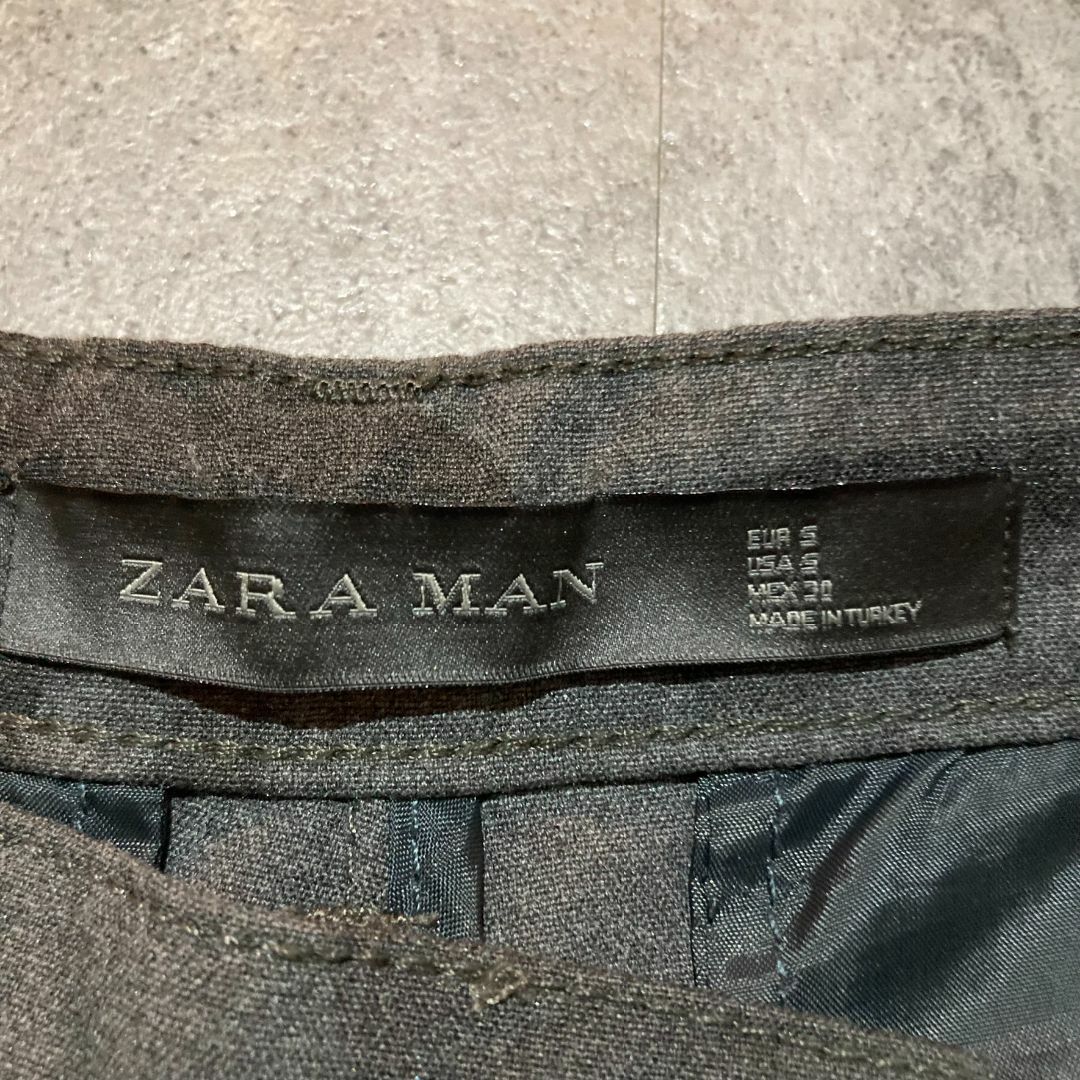 ZARA MAN
EUR S
USA S
MEX 30
MADE IN TURKEY